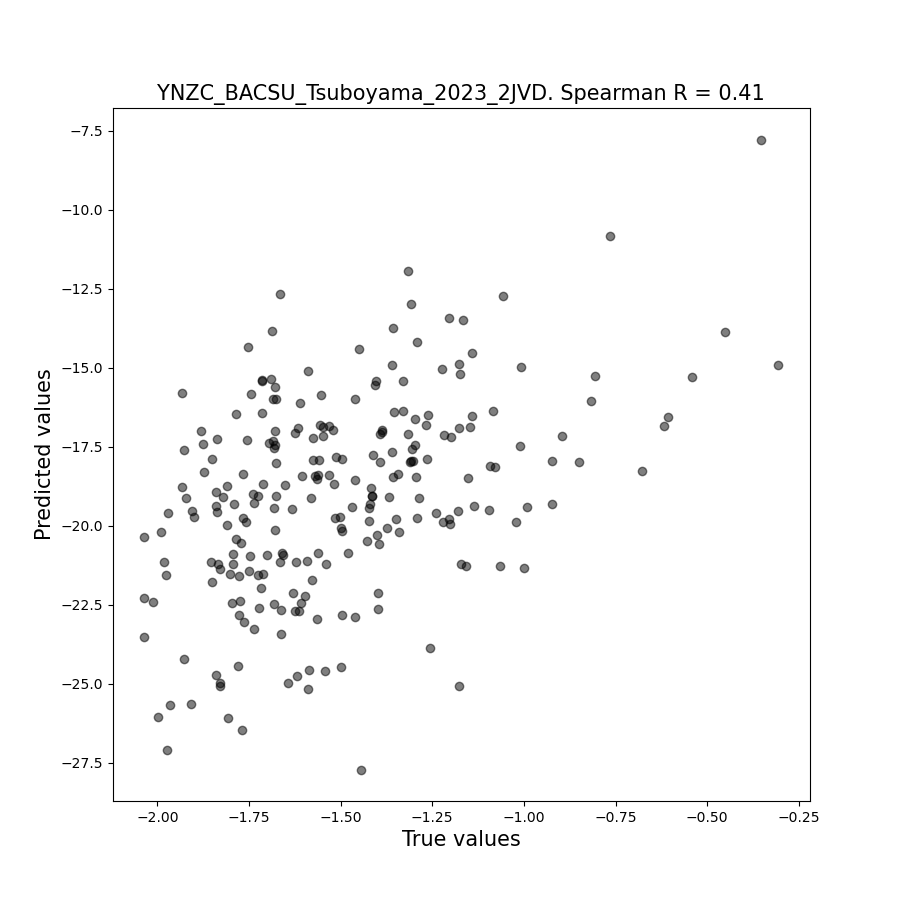 YNZC_BACSU_Tsuboyama_2023_2JVD. Spearman R = 0.41
−7.5
−10.0
−12.5
−15.0
−17.5
−20.0
−22.5
−25.0
−27.5
Predicted values
−2.00 −1.75 −1.50 −1.25 −1.00 −0.75 −0.50 −0.25
True values